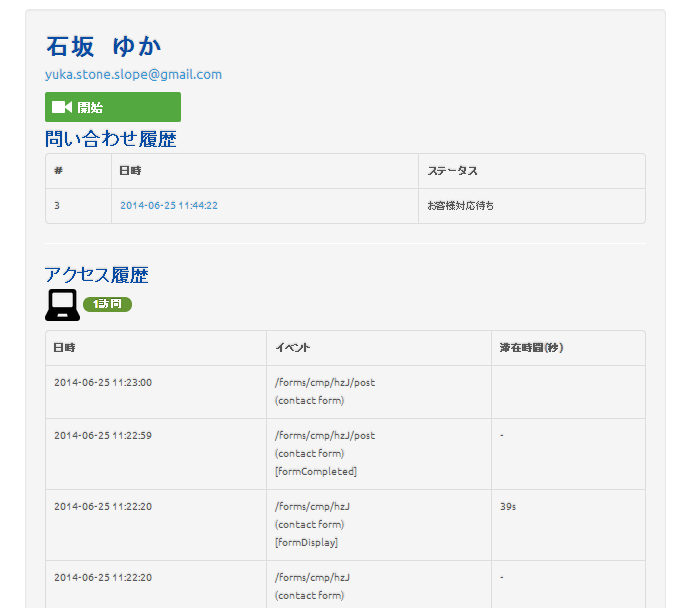 石坂 ゆか
yuka.stone.slope@gmail.com
開始
問い合わせ履歴
# 日時 ステータス
3 2014-06-25 11:44:22 お客様対応待ち
アクセス履歴
1訪問
日時 イベント 滞在時間(秒)
2014-06-25 11:23:00 /forms/cmp/hzJ/post
(contact form)
2014-06-25 11:22:59 /forms/cmp/hzJ/post -
(contact form)
[formCompleted]
2014-06-25 11:22:20 /forms/cmp/hzJ 39s
(contact form)
[formDisplay]
2014-06-25 11:22:20 /forms/cmp/hzJ -
(contact form)